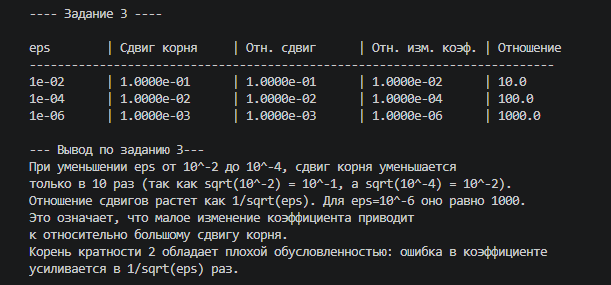 ---- Задание 3 ----
eps | Сдвиг корня | Отн. сдвиг | Отн. изм. коэф. | Отношение
---------------------------------------------------------------------------
1e-02 | 1.0000e-01 | 1.0000e-01 | 1.0000e-02 | 10.0
1e-04 | 1.0000e-02 | 1.0000e-02 | 1.0000e-04 | 100.0
1e-06 | 1.0000e-03 | 1.0000e-03 | 1.0000e-06 | 1000.0
--- Вывод по заданию 3---
При уменьшении eps от 10^-2 до 10^-4, сдвиг корня уменьшается
только в 10 раз (так как sqrt(10^-2) = 10^-1, а sqrt(10^-4) = 10^-2).
Отношение сдвигов растет как 1/sqrt(eps). Для eps=10^-6 оно равно 1000.
Это означает, что малое изменение коэффициента приводит
к относительно большому сдвигу корня.
Корень кратности 2 обладает плохой обусловленностью: ошибка в коэффициенте
усиливается в 1/sqrt(eps) раз.